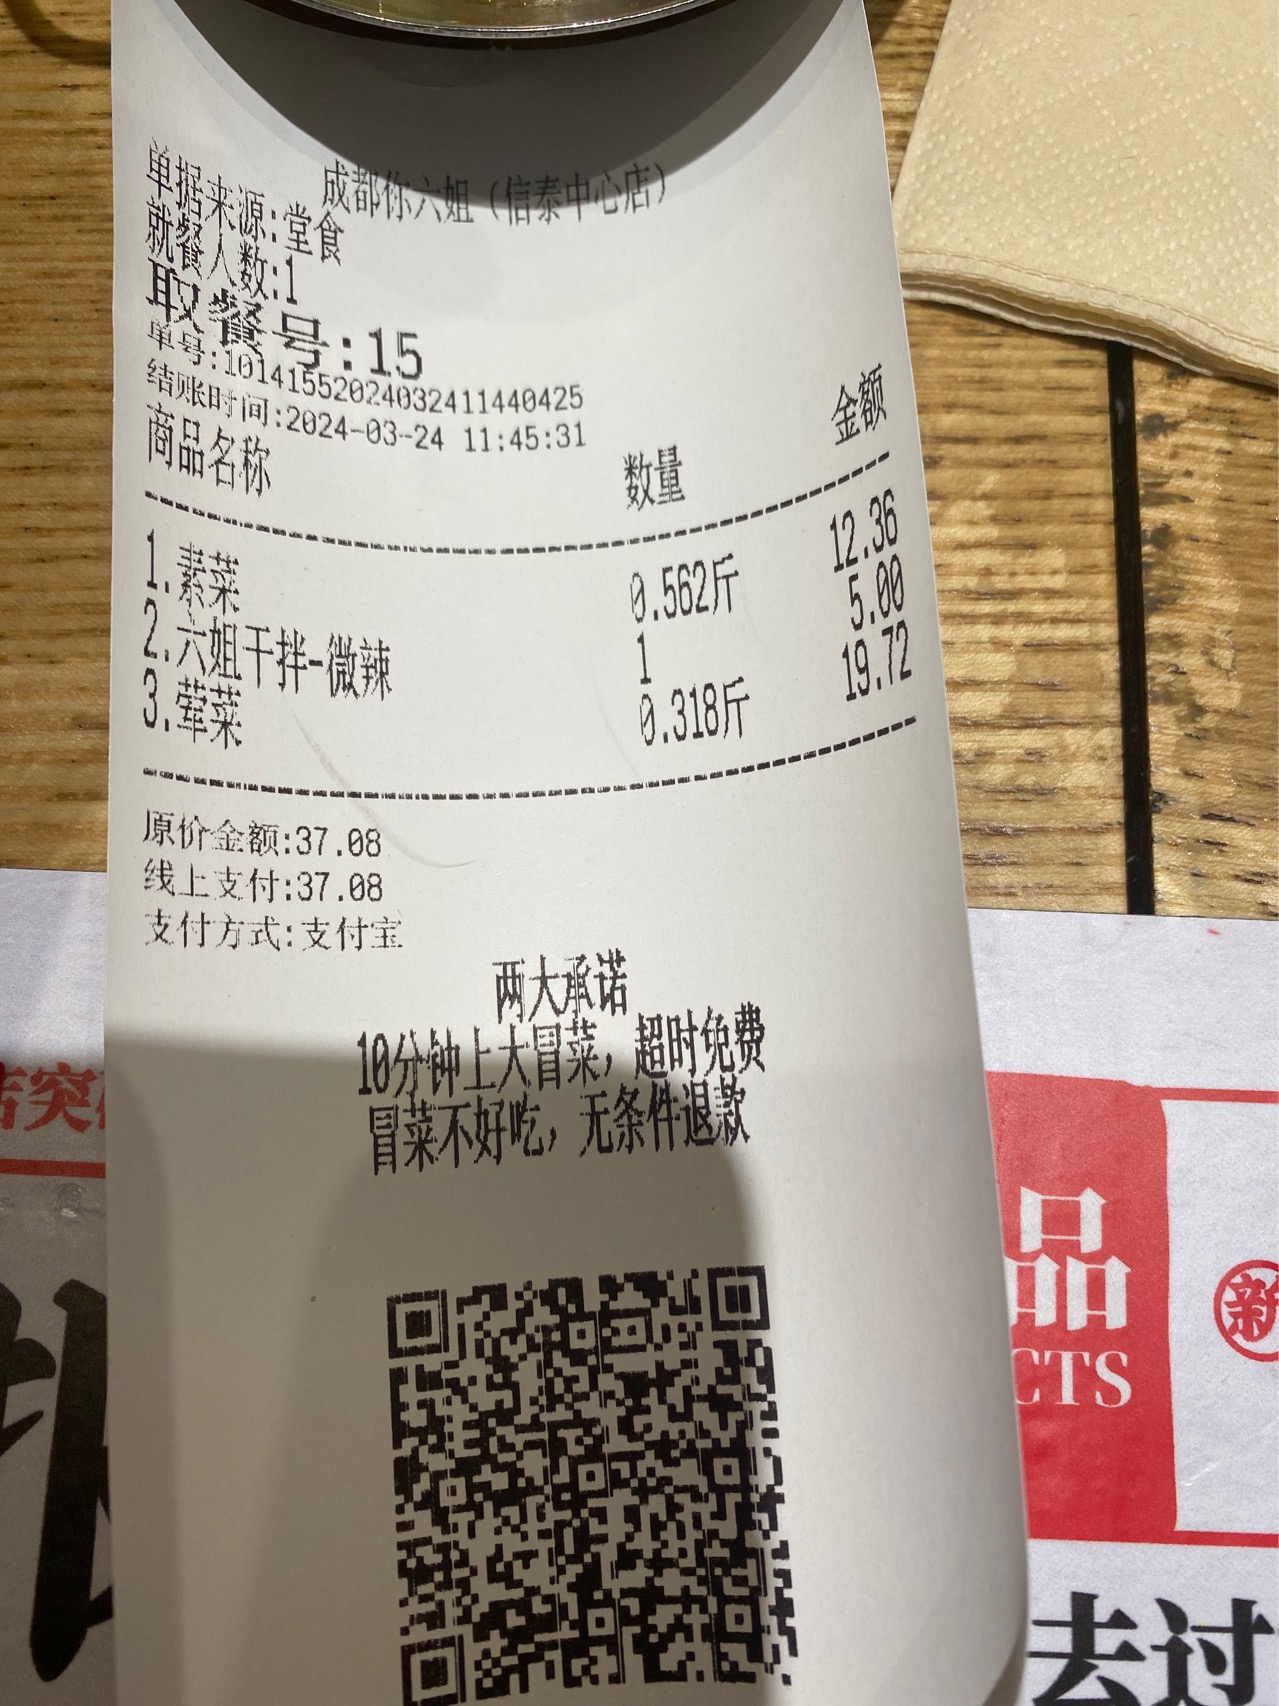 成都你六姐（信泰中心店）
单据来源:堂食
就餐人数:1
取餐号:15
单号:10141552024032411440425
结账时间:2024-03-24 11:45:31
商品名称 数量 金额
1.素菜 0.562斤 12.36
2.六姐干拌-微辣 1 5.00
3.荤菜 0.318斤 19.72
原价金额:37.08
线上支付:37.08
支付方式:支付宝
两大承诺
10分钟上大冒菜，超时免费
冒菜不好吃，无条件退款
品
CTS
新
去过